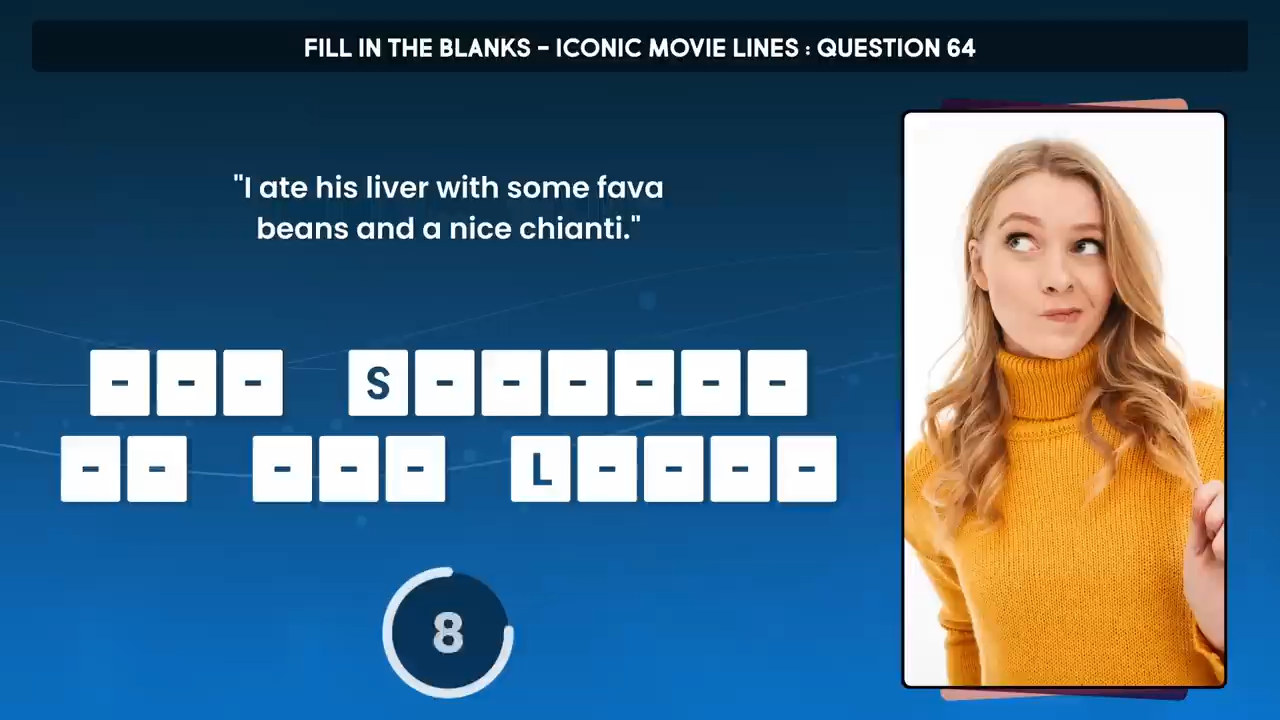 FILL IN THE BLANKS - ICONIC MOVIE LINES : QUESTION 64
"I ate his liver with some fava
beans and a nice chianti."
- - - S - - - - - -
- - - - - L - - - -
8